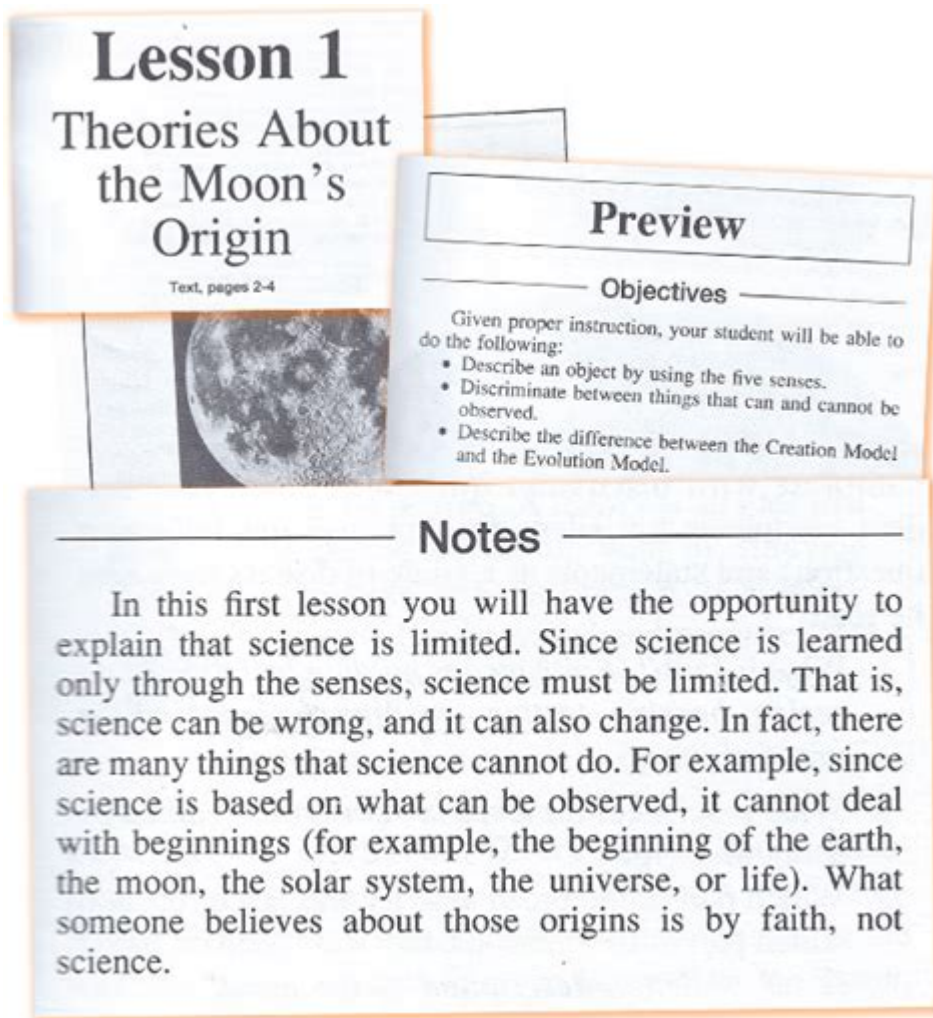 Lesson 1
Theories About
the Moon's
Origin
Text, pages 2-4
Preview
Objectives
Given proper instruction, your student will be able to
do the following:
• Describe an object by using the five senses.
• Discriminate between things that can and cannot be
observed.
• Describe the difference between the Creation Model
and the Evolution Model.
Notes
In this first lesson you will have the opportunity to
explain that science is limited. Since science is learned
only through the senses, science must be limited. That is,
science can be wrong, and it can also change. In fact, there
are many things that science cannot do. For example, since
science is based on what can be observed, it cannot deal
with beginnings (for example, the beginning of the earth,
the moon, the solar system, the universe, or life). What
someone believes about those origins is by faith, not
science.